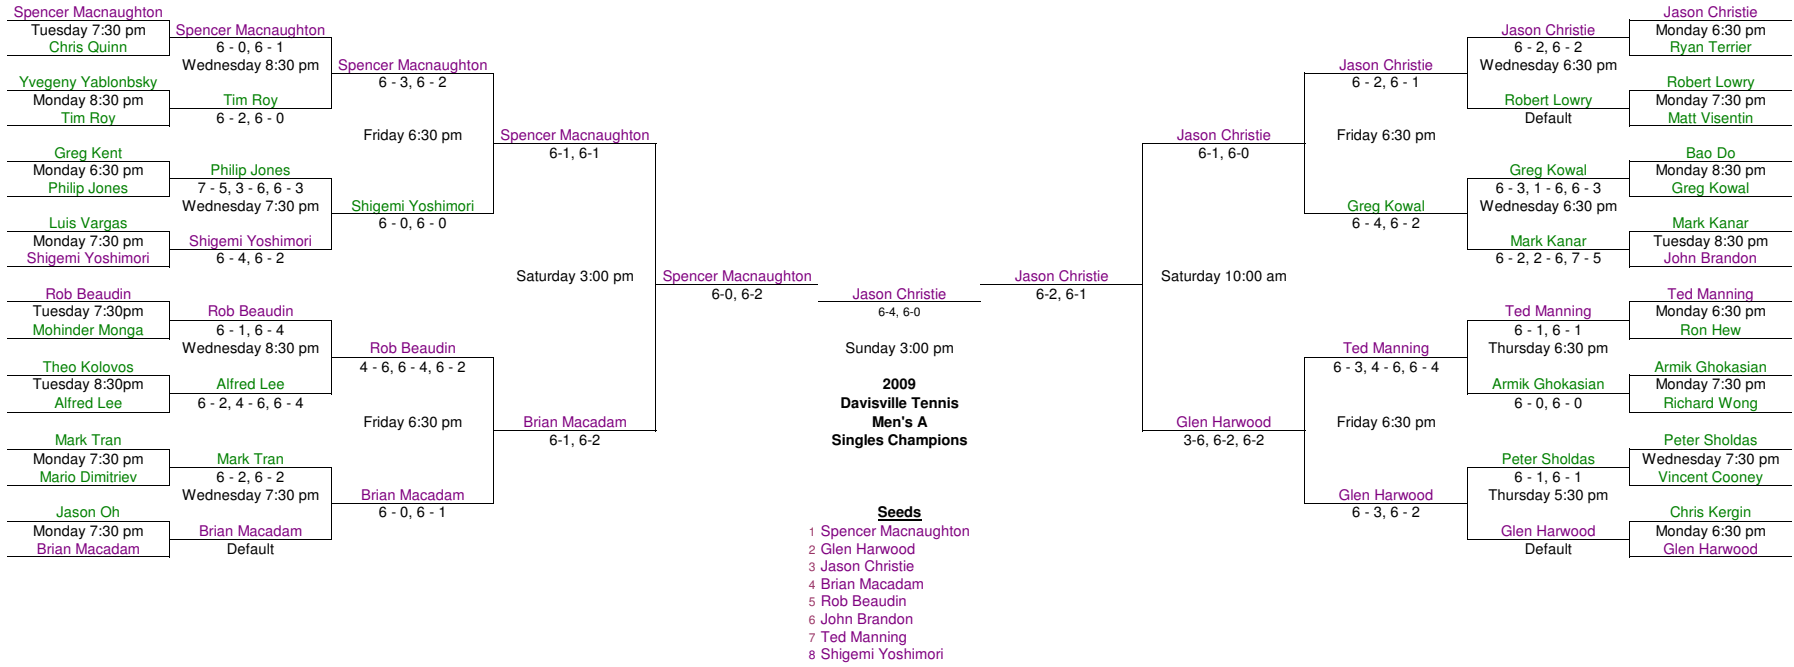 Spencer Macnaughton
Tuesday 7:30 pm
Chris Quinn
Yvegeny Yablonbsky
Monday 8:30 pm
Tim Roy
Greg Kent
Monday 6:30 pm
Philip Jones
Luis Vargas
Monday 7:30 pm
Shigemi Yoshimori
Rob Beaudin
Tuesday 7:30pm
Mohinder Monga
Theo Kolovos
Tuesday 8:30pm
Alfred Lee
Mark Tran
Monday 7:30 pm
Mario Dimitriev
Jason Oh
Monday 7:30 pm
Brian Macadam
Spencer Macnaughton
6 - 0, 6 - 1
Wednesday 8:30 pm
Tim Roy
6 - 2, 6 - 0
Philip Jones
7 - 5, 3 - 6, 6 - 3
Wednesday 7:30 pm
Shigemi Yoshimori
6 - 4, 6 - 2
Rob Beaudin
6 - 1, 6 - 4
Wednesday 8:30 pm
Alfred Lee
6 - 2, 4 - 6, 6 - 4
Mark Tran
6 - 2, 6 - 2
Wednesday 7:30 pm
Brian Macadam
Default
Spencer Macnaughton
6 - 3, 6 - 2
Friday 6:30 pm
Shigemi Yoshimori
6 - 0, 6 - 0
Rob Beaudin
4 - 6, 6 - 4, 6 - 2
Friday 6:30 pm
Brian Macadam
6 - 0, 6 - 1
Spencer Macnaughton
6-1, 6-1
Saturday 3:00 pm
Brian Macadam
6-1, 6-2
Spencer Macnaughton
6-0, 6-2
Jason Christie
6-4, 6-0
Sunday 3:00 pm
2009
Davisville Tennis
Men's A
Singles Champions
Seeds
1 Spencer Macnaughton
2 Glen Harwood
3 Jason Christie
4 Brian Macadam
5 Rob Beaudin
6 John Brandon
7 Ted Manning
8 Shigemi Yoshimori
Jason Christie
6-2, 6-1
Jason Christie
6-1, 6-0
Saturday 10:00 am
Glen Harwood
3-6, 6-2, 6-2
Jason Christie
6 - 2, 6 - 1
Friday 6:30 pm
Greg Kowal
6 - 4, 6 - 2
Ted Manning
6 - 3, 4 - 6, 6 - 4
Friday 6:30 pm
Glen Harwood
6 - 3, 6 - 2
Jason Christie
6 - 2, 6 - 2
Wednesday 6:30 pm
Robert Lowry
Default
Greg Kowal
6 - 3, 1 - 6, 6 - 3
Wednesday 6:30 pm
Mark Kanar
6 - 2, 2 - 6, 7 - 5
Ted Manning
6 - 1, 6 - 1
Thursday 6:30 pm
Armik Ghokasian
6 - 0, 6 - 0
Peter Sholdas
6 - 1, 6 - 1
Thursday 5:30 pm
Glen Harwood
Default
Jason Christie
Monday 6:30 pm
Ryan Terrier
Robert Lowry
Monday 7:30 pm
Matt Visentin
Bao Do
Monday 8:30 pm
Greg Kowal
Mark Kanar
Tuesday 8:30 pm
John Brandon
Ted Manning
Monday 6:30 pm
Ron Hew
Armik Ghokasian
Monday 7:30 pm
Richard Wong
Peter Sholdas
Wednesday 7:30 pm
Vincent Cooney
Chris Kergin
Monday 6:30 pm
Glen Harwood